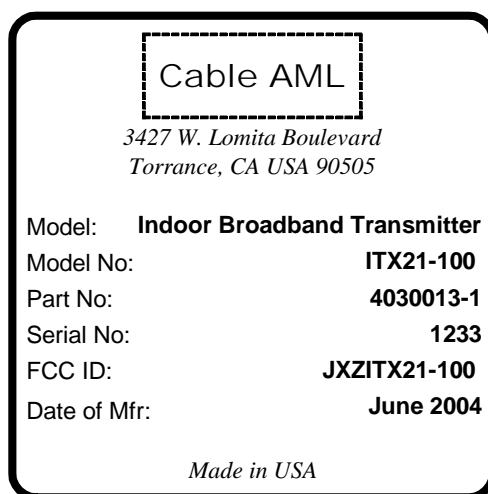 Cable AML
3427 W. Lomita Boulevard
Torrance, CA USA 90505
Model: Indoor Broadband Transmitter
Model No: ITX21-100
Part No: 4030013-1
Serial No: 1233
FCC ID: JXZITX21-100
Date of Mfr: June 2004
Made in USA